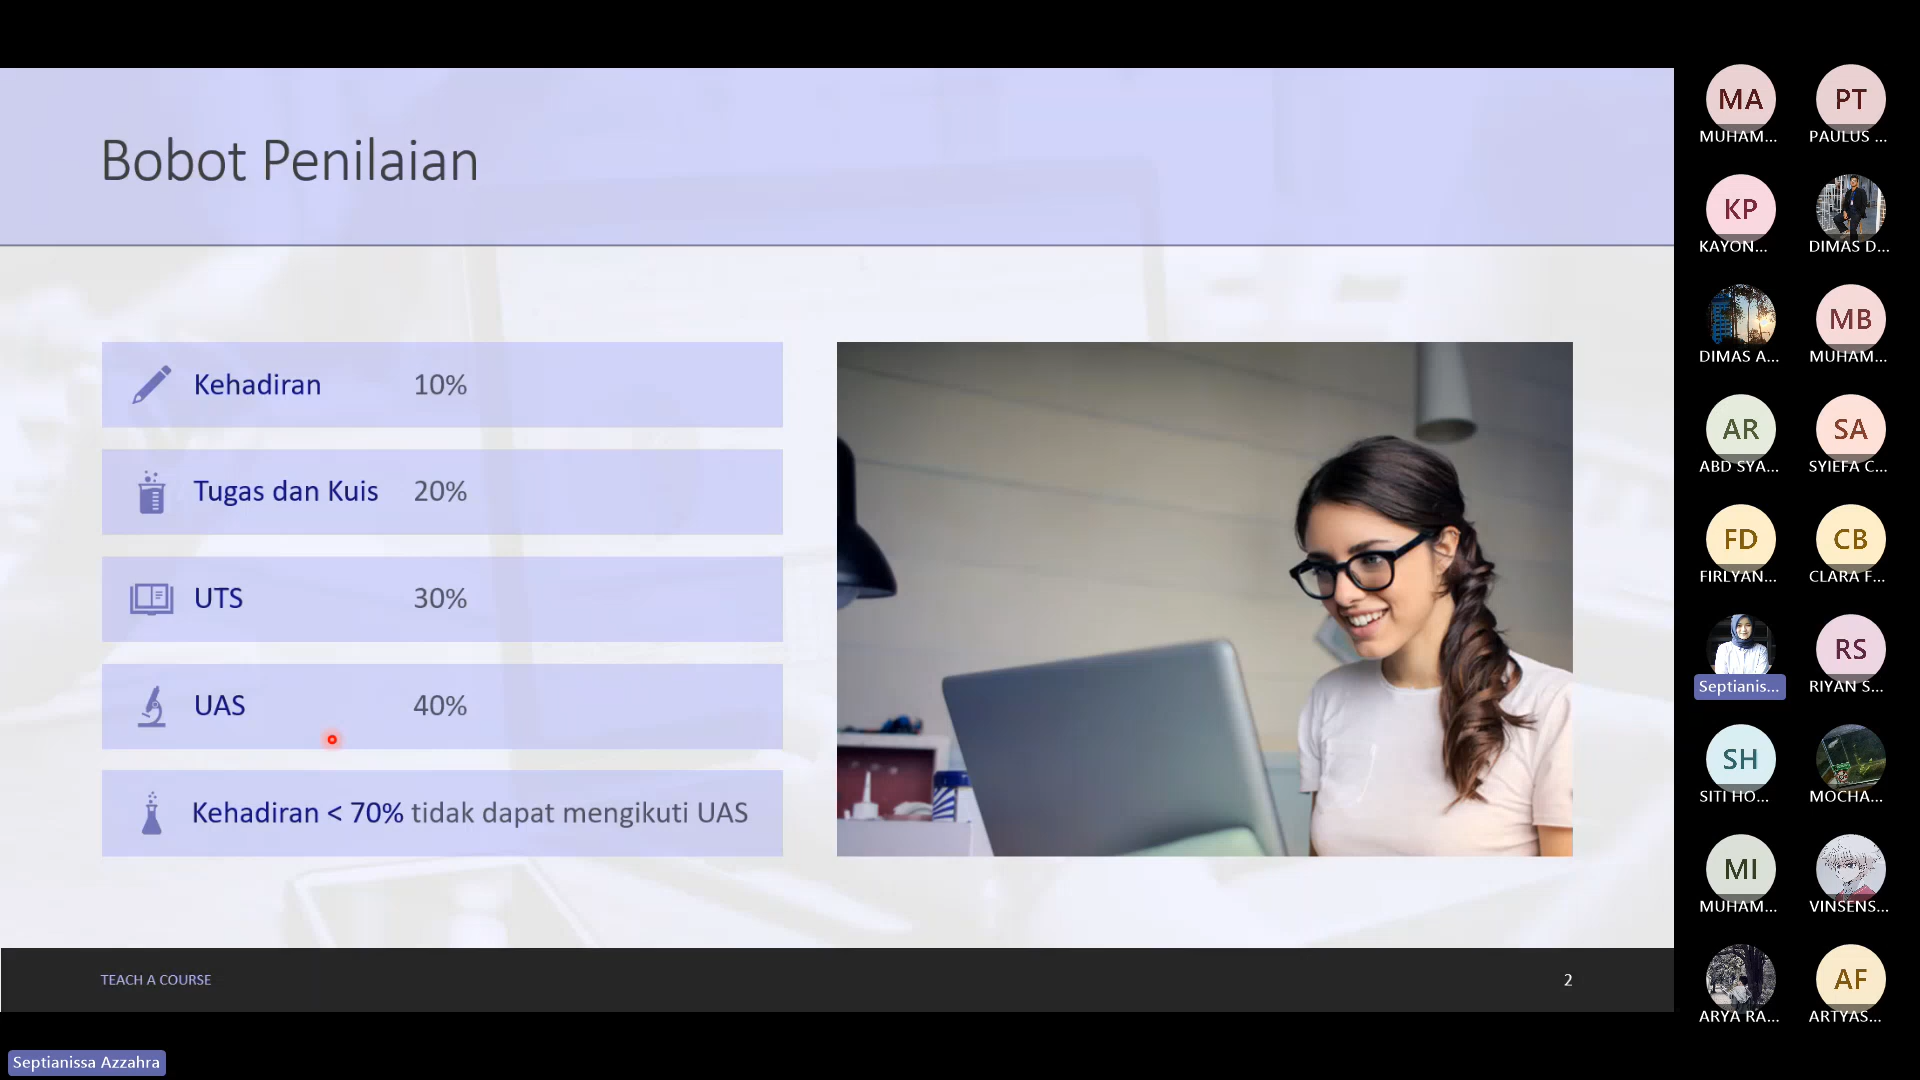 Bobot Penilaian
Kehadiran 10%
Tugas dan Kuis 20%
UTS 30%
UAS 40%
Kehadiran < 70% tidak dapat mengikuti UAS
TEACH A COURSE
2
Septianissa Azzahra
MA PT
MUHAM... PAULUS ...
KP
KAYON... DIMAS D...
MB
DIMAS A... MUHAM...
AR SA
ABD SYA... SYIEFA C...
FD CB
FIRLYAN... CLARA F...
RS
Septianis... RIYAN S...
SH
SITI HO... MOCHA...
MI
MUHAM... VINSENS...
AF
ARYA RA... ARTYAS...